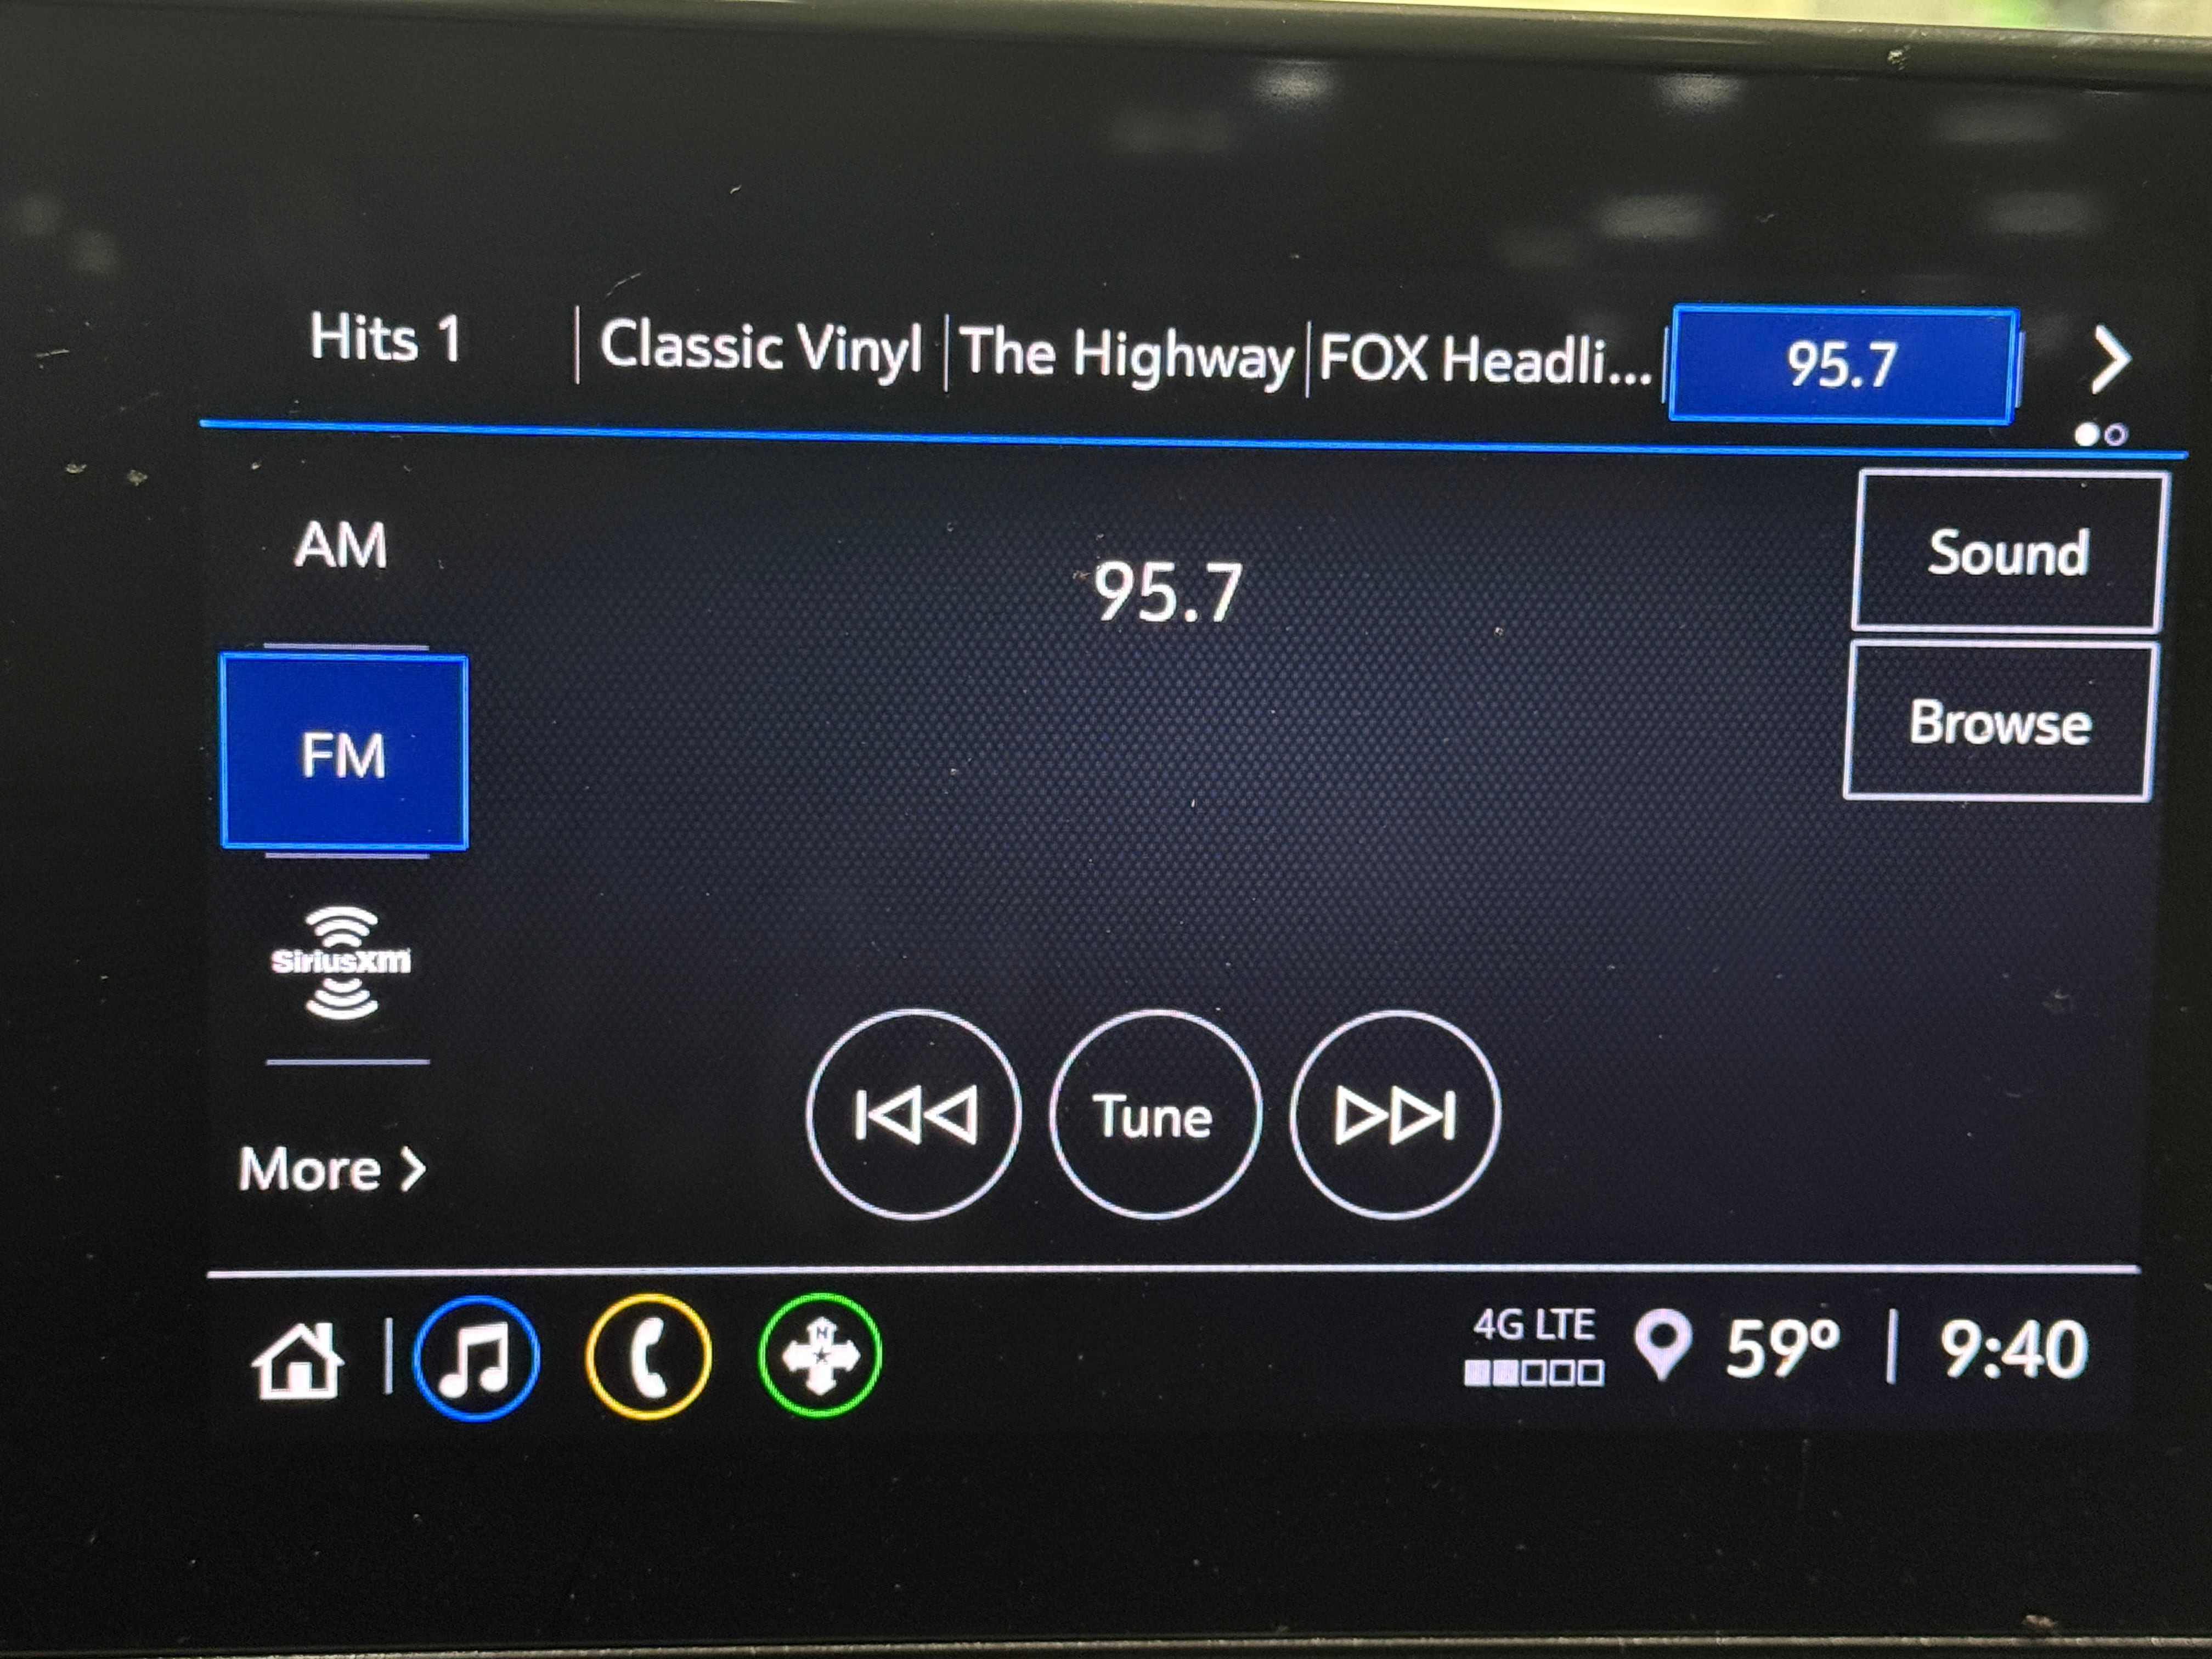 Hits 1
Classic Vinyl
The Highway
FOX Headli...
95.7
AM
95.7
Sound
FM
Browse
SiriusXM
Tune
More
N
4G LTE
59°
9:40